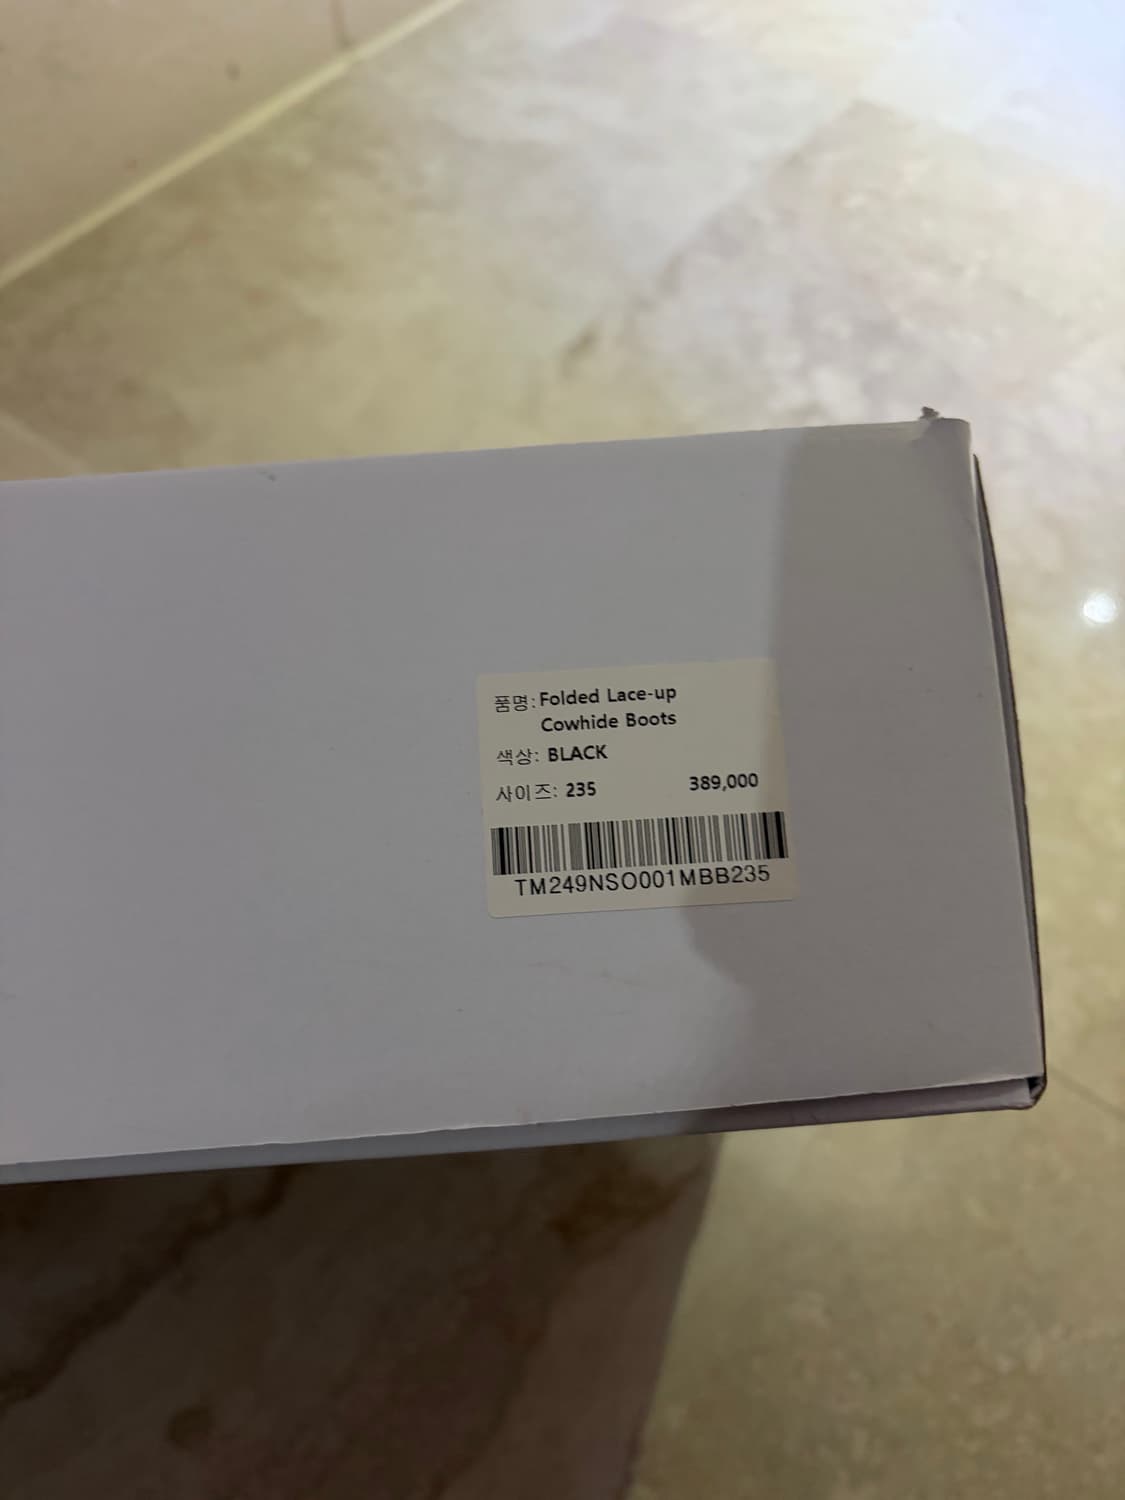 품명: Folded Lace-up
Cowhide Boots
색상: BLACK
사이즈: 235 389,000
TM249NSO001MBB235